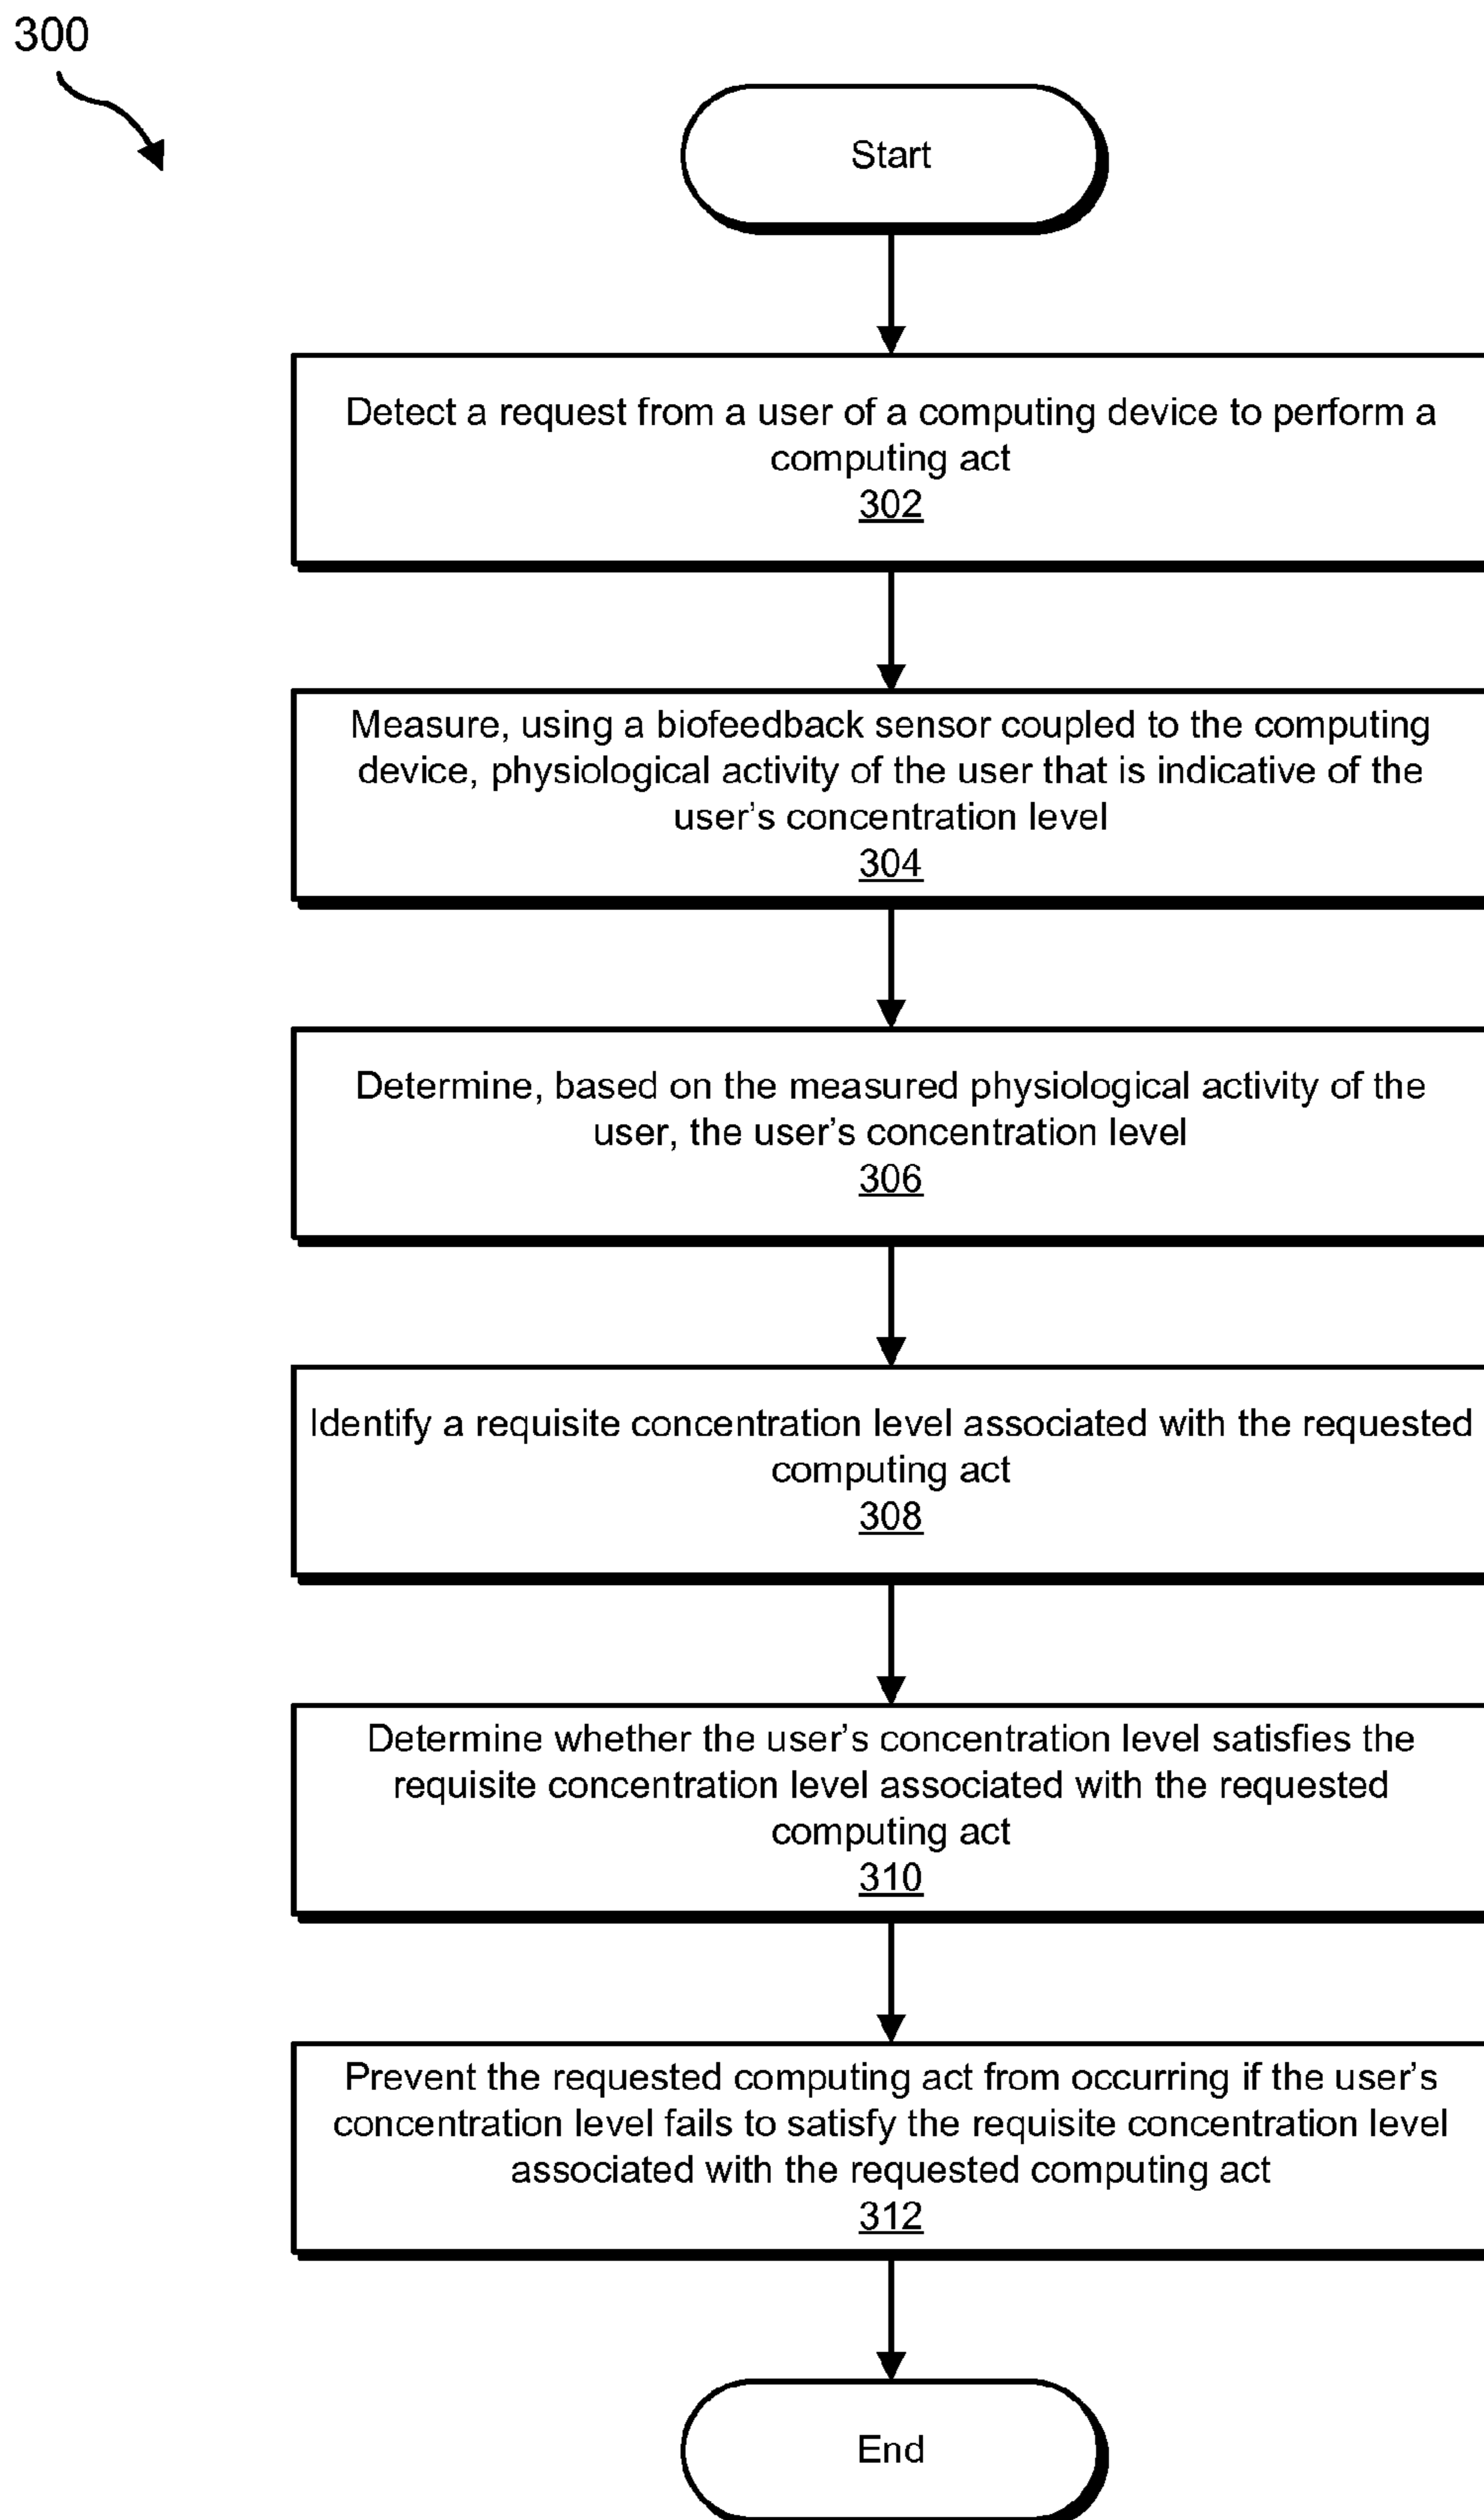 300
Start
Detect a request from a user of a computing device to perform a
computing act
302
Measure, using a biofeedback sensor coupled to the computing
device, physiological activity of the user that is indicative of the
user's concentration level
304
Determine, based on the measured physiological activity of the
user, the user's concentration level
306
Identify a requisite concentration level associated with the requested
computing act
308
Determine whether the user's concentration level satisfies the
requisite concentration level associated with the requested
computing act
310
Prevent the requested computing act from occurring if the user's
concentration level fails to satisfy the requisite concentration level
associated with the requested computing act
312
End